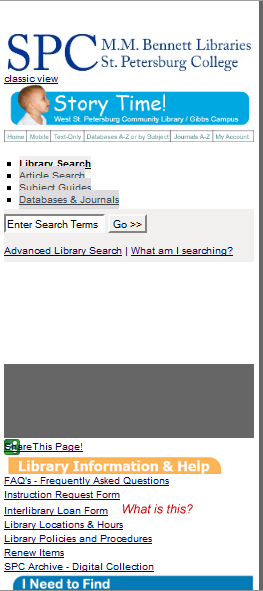 SPC M.M. Bennett Libraries
St. Petersburg College
classic view
Story Time!
West St. Petersburg Community Library / Gibbs Campus
Home Mobile Text-Only Databases A-Z or by Subject Journals A-Z My Account
Library Search
Article Search
Subject Guides
Databases & Journals
Enter Search Terms Go >>
Advanced Library Search | What am I searching?
ShareThis Page!
Library Information & Help
FAQ's - Frequently Asked Questions
Instruction Request Form
Interlibrary Loan Form What is this?
Library Locations & Hours
Library Policies and Procedures
Renew Items
SPC Archive - Digital Collection
I Need to Find